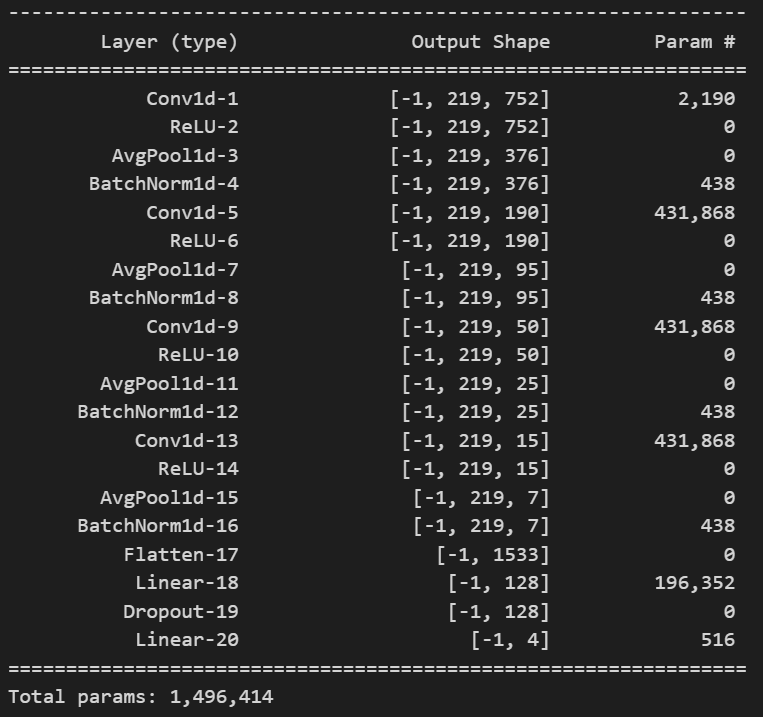 ----------------------------------------------------------------
Layer (type) Output Shape Param #
================================================================
Conv1d-1 [-1, 219, 752] 2,190
ReLU-2 [-1, 219, 752] 0
AvgPool1d-3 [-1, 219, 376] 0
BatchNorm1d-4 [-1, 219, 376] 438
Conv1d-5 [-1, 219, 190] 431,868
ReLU-6 [-1, 219, 190] 0
AvgPool1d-7 [-1, 219, 95] 0
BatchNorm1d-8 [-1, 219, 95] 438
Conv1d-9 [-1, 219, 50] 431,868
ReLU-10 [-1, 219, 50] 0
AvgPool1d-11 [-1, 219, 25] 0
BatchNorm1d-12 [-1, 219, 25] 438
Conv1d-13 [-1, 219, 15] 431,868
ReLU-14 [-1, 219, 15] 0
AvgPool1d-15 [-1, 219, 7] 0
BatchNorm1d-16 [-1, 219, 7] 438
Flatten-17 [-1, 1533] 0
Linear-18 [-1, 128] 196,352
Dropout-19 [-1, 128] 0
Linear-20 [-1, 4] 516
================================================================
Total params: 1,496,414